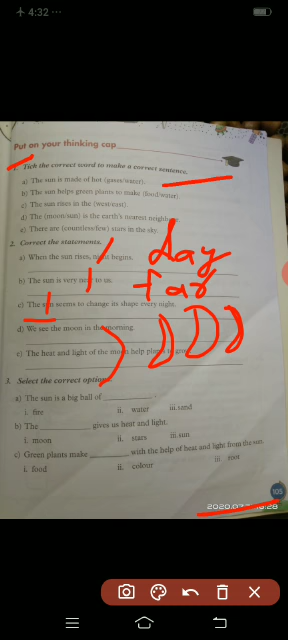 4:32 ...
Put on your thinking cap
1. Tick the correct word to make a correct sentence.
a) The sun is made of hot (gases/water).
b) The sun helps green plants to make (food/water).
c) The sun rises in the (west/east).
d) The (moon/sun) is the earth's nearest neighbour.
e) There are (countless/few) stars in the sky.
2. Correct the statements.
a) When the sun rises, night begins.
day
b) The sun is very near to us.
far
c) The sun seems to change its shape every night.
d) We see the moon in the morning.
e) The heat and light of the moon help plants to grow.
3. Select the correct option.
a) The sun is a big ball of
i. fire ii. water iii.sand
b) The gives us heat and light.
i. moon ii. stars iii.sun
c) Green plants make with the help of heat and light from the sun.
i. food ii. colour iii. soot
105